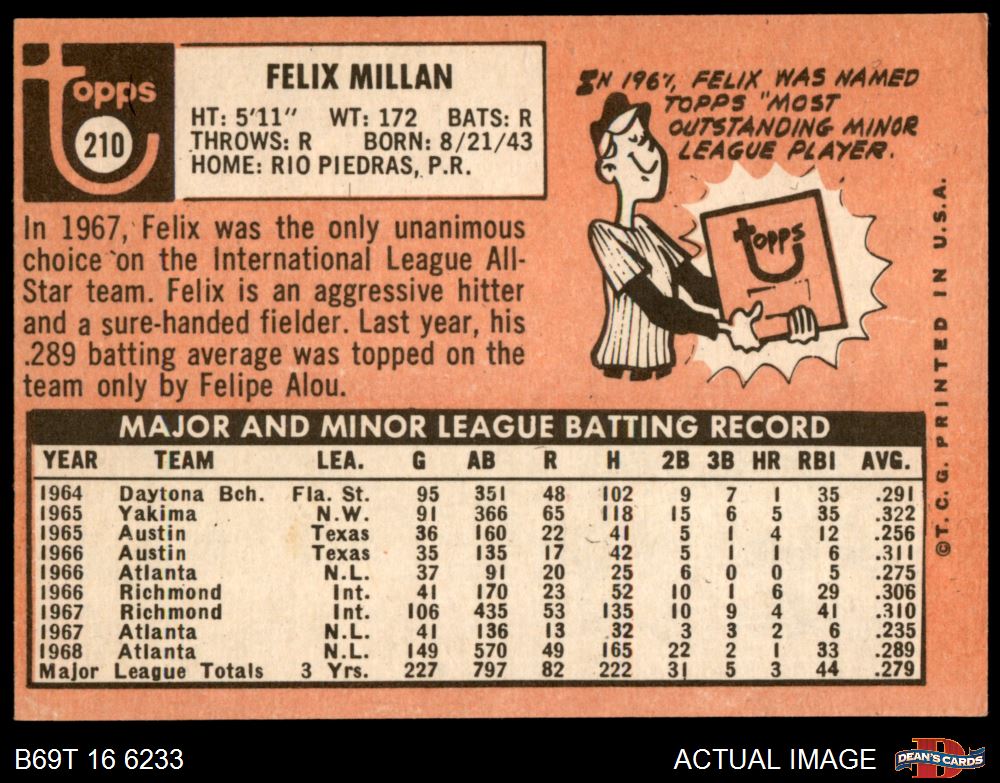 topps
210
FELIX MILLAN
HT: 5'11" WT: 172 BATS: R
THROWS: R BORN: 8/21/43
HOME: RIO PIEDRAS, P.R.
IN 1967, FELIX WAS NAMED
TOPPS "MOST
OUTSTANDING MINOR
LEAGUE PLAYER.
topps
In 1967, Felix was the only unanimous
choice on the International League All-
Star team. Felix is an aggressive hitter
and a sure-handed fielder. Last year, his
.289 batting average was topped on the
team only by Felipe Alou.
MAJOR AND MINOR LEAGUE BATTING RECORD
YEAR TEAM LEA. G AB R H 2B 3B HR RBI AVG.
1964 Daytona Bch. Fla. St. 95 351 48 102 9 7 1 35 .291
1965 Yakima N.W. 91 366 65 118 15 6 5 35 .322
1965 Austin Texas 36 160 22 41 5 1 4 12 .256
1966 Austin Texas 35 135 17 42 5 1 1 6 .311
1966 Atlanta N.L. 37 91 20 25 6 0 0 5 .275
1966 Richmond Int. 41 170 23 52 10 1 6 29 .306
1967 Richmond Int. 106 435 53 135 10 9 4 41 .310
1967 Atlanta N.L. 41 136 13 32 3 3 2 6 .235
1968 Atlanta N.L. 149 570 49 165 22 2 1 33 .289
Major League Totals 3 Yrs. 227 797 82 222 31 5 3 44 .279
©T.C.G. PRINTED IN U.S.A.
B69T 16 6233
ACTUAL IMAGE
DEAN'S CARDS